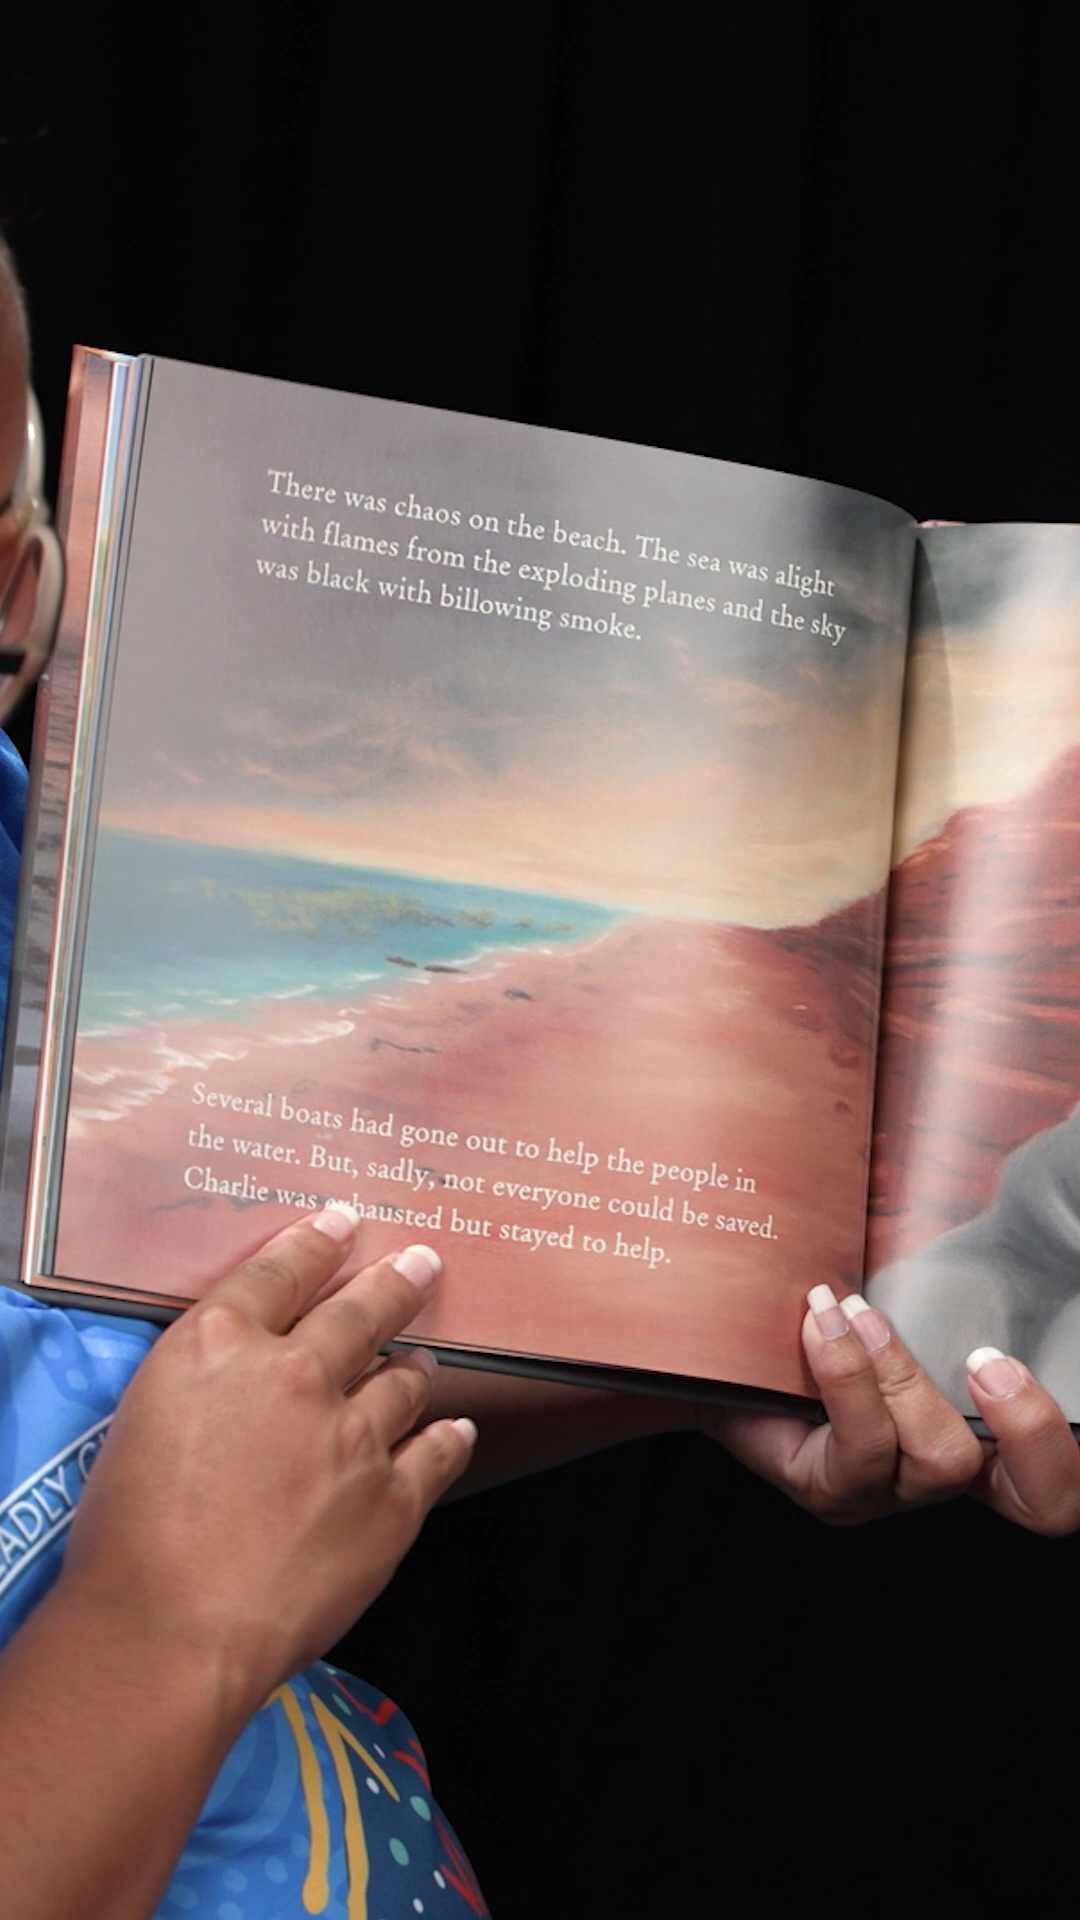 There was chaos on the beach. The sea was alight
with flames from the exploding planes and the sky
was black with billowing smoke.
Several boats had gone out to help the people in
the water. But, sadly, not everyone could be saved.
Charlie was exhausted but stayed to help.